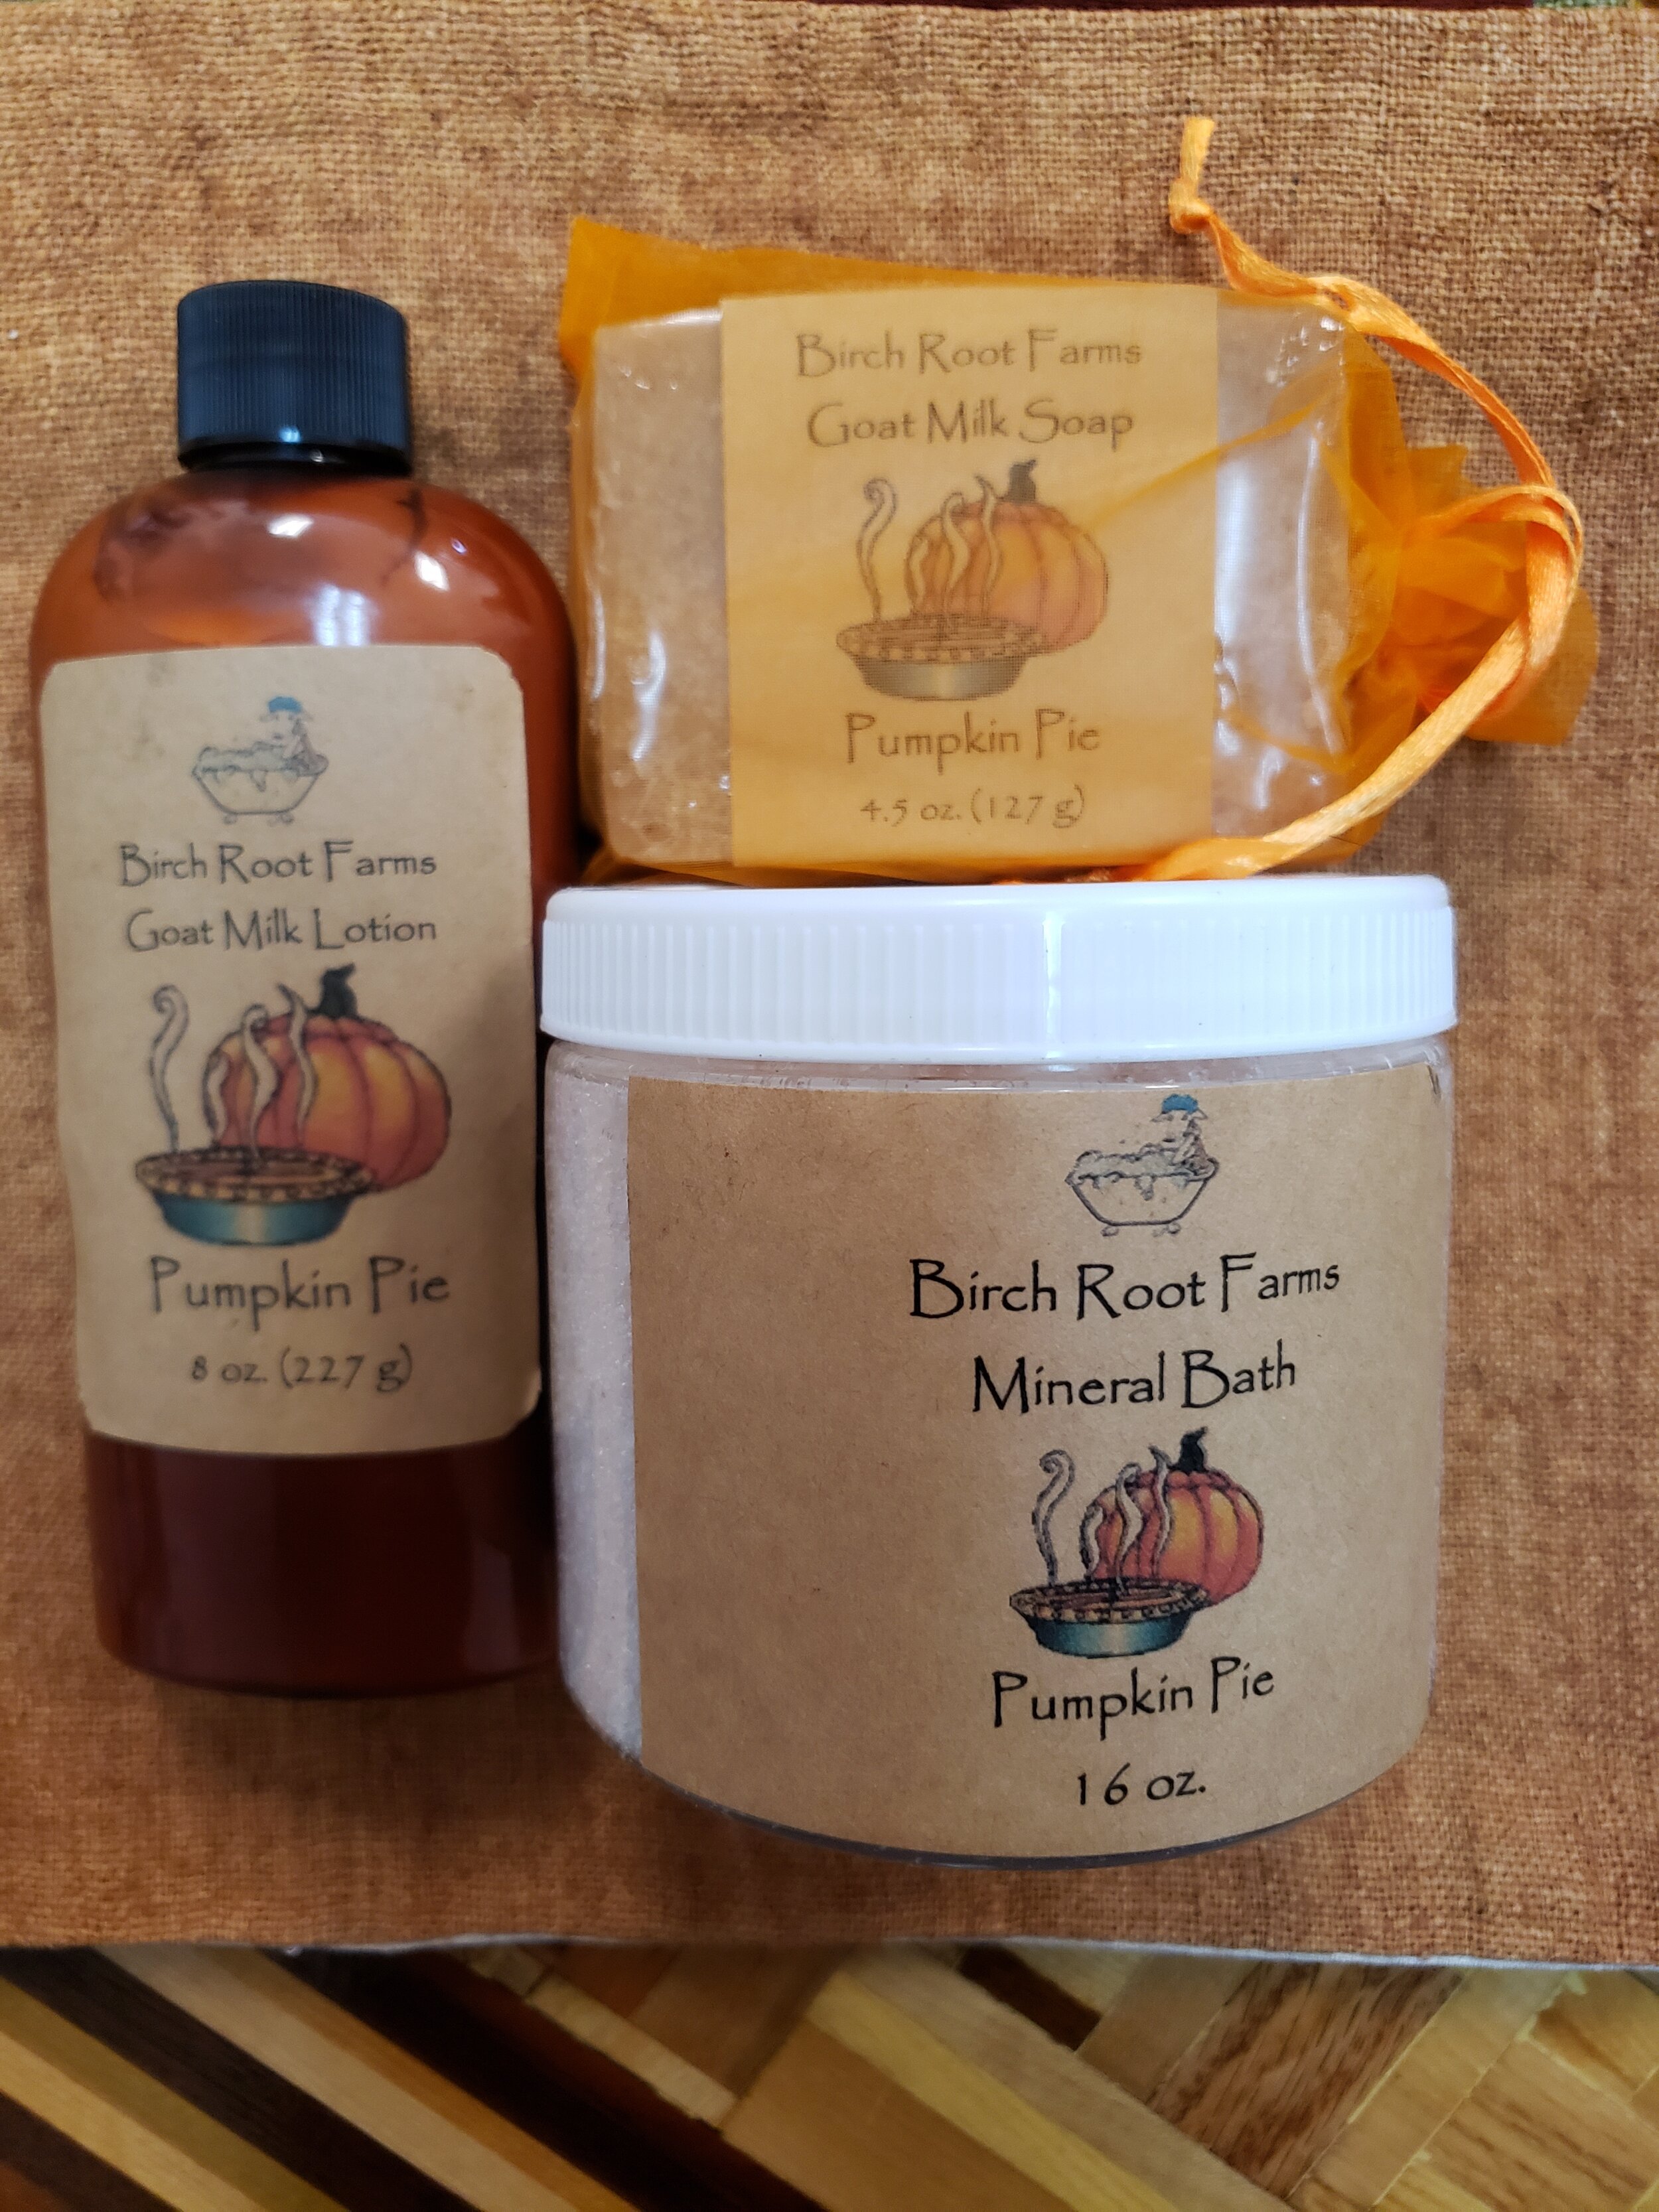 Birch Root Farms
Goat Milk Lotion
Pumpkin Pie
8 oz. (227 g)
Birch Root Farms
Goat Milk Soap
Pumpkin Pie
4.5 oz. (127 g)
Birch Root Farms
Mineral Bath
Pumpkin Pie
16 oz.